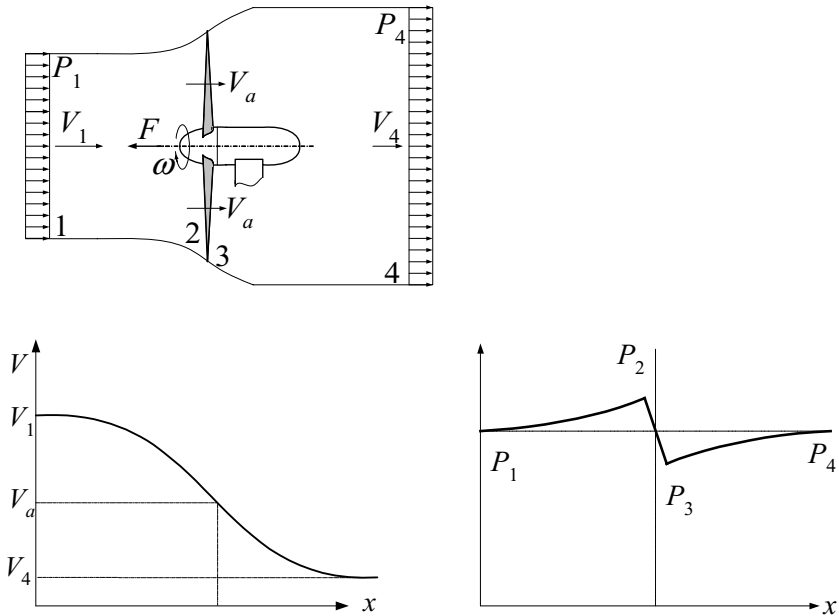 P₁
P₄
Vₐ
V₁
F
V₄
ω
Vₐ
1
2
3
4
V
V₁
Vₐ
V₄
x
P₂
P₁
P₄
P₃
x